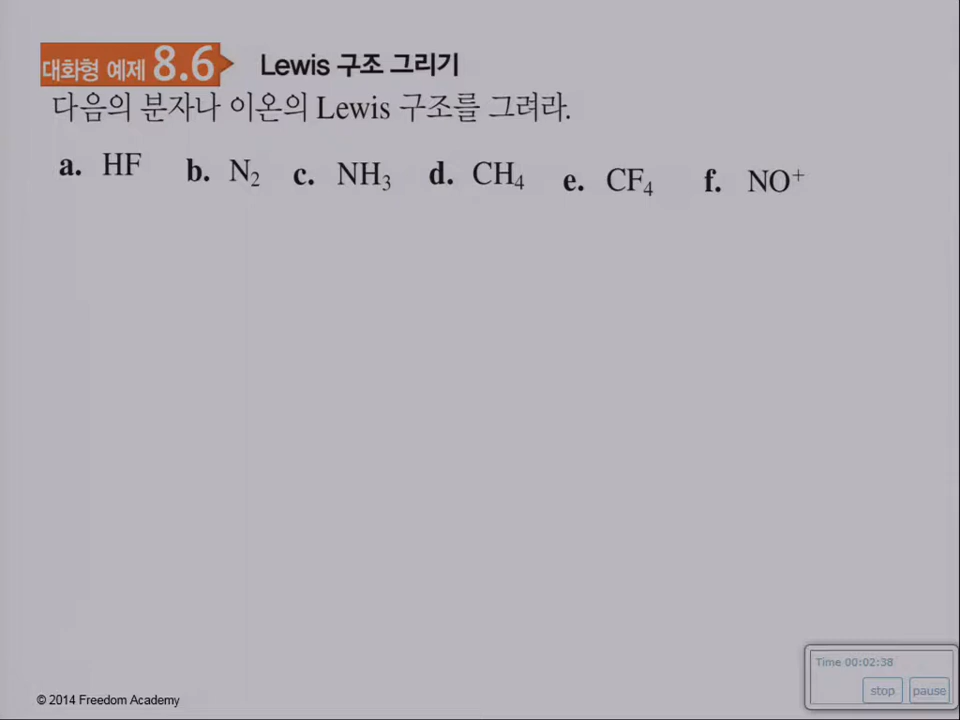 대화형 예제 8.6 Lewis 구조 그리기
다음의 분자나 이온의 Lewis 구조를 그려라.
a. HF b. N₂ c. NH₃ d. CH₄ e. CF₄ f. NO⁺
Time 00:02:38
stop pause
© 2014 Freedom Academy